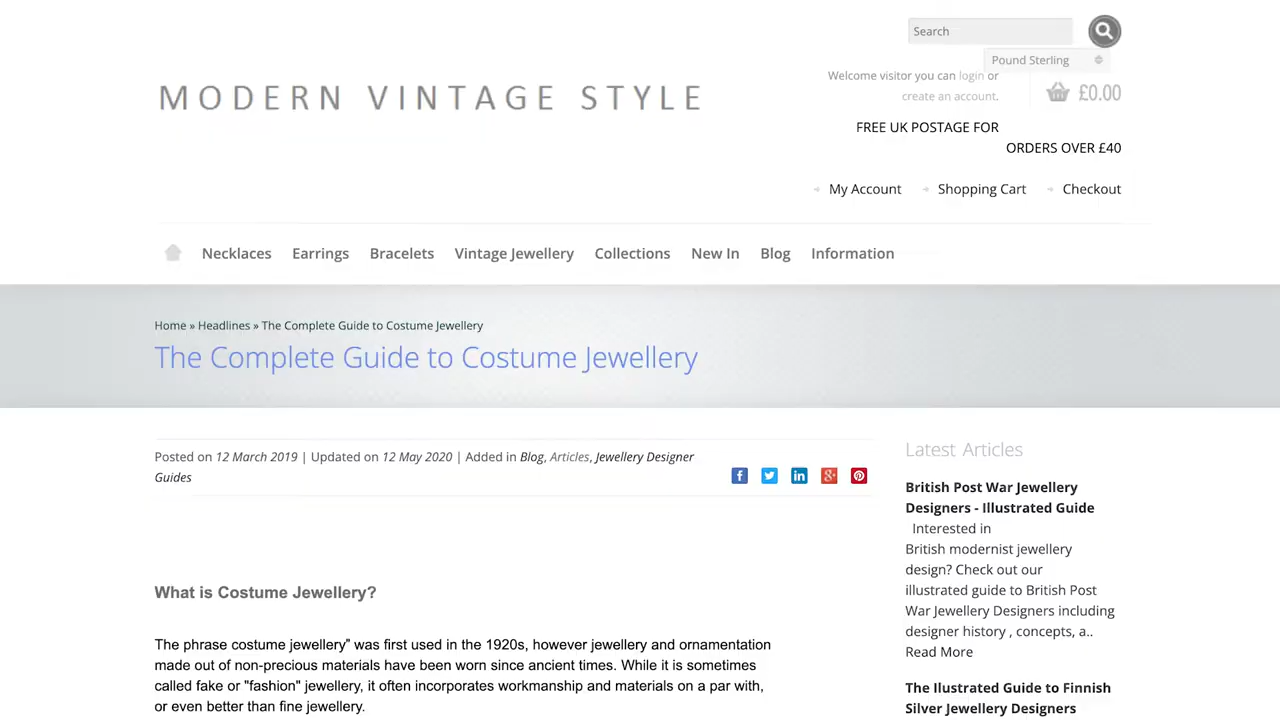 Search
Pound Sterling
Welcome visitor you can login or
create an account.
£0.00
MODERN VINTAGE STYLE
FREE UK POSTAGE FOR
ORDERS OVER £40
My Account
Shopping Cart
Checkout
Necklaces
Earrings
Bracelets
Vintage Jewellery
Collections
New In
Blog
Information
Home » Headlines » The Complete Guide to Costume Jewellery
The Complete Guide to Costume Jewellery
Posted on 12 March 2019 | Updated on 12 May 2020 | Added in Blog, Articles, Jewellery Designer
Guides
What is Costume Jewellery?
The phrase costume jewellery" was first used in the 1920s, however jewellery and ornamentation
made out of non-precious materials have been worn since ancient times. While it is sometimes
called fake or "fashion" jewellery, it often incorporates workmanship and materials on a par with,
or even better than fine jewellery.
Latest Articles
British Post War Jewellery
Designers - Illustrated Guide
Interested in
British modernist jewellery
design? Check out our
illustrated guide to British Post
War Jewellery Designers including
designer history , concepts, a..
Read More
The Ilustrated Guide to Finnish
Silver Jewellery Designers